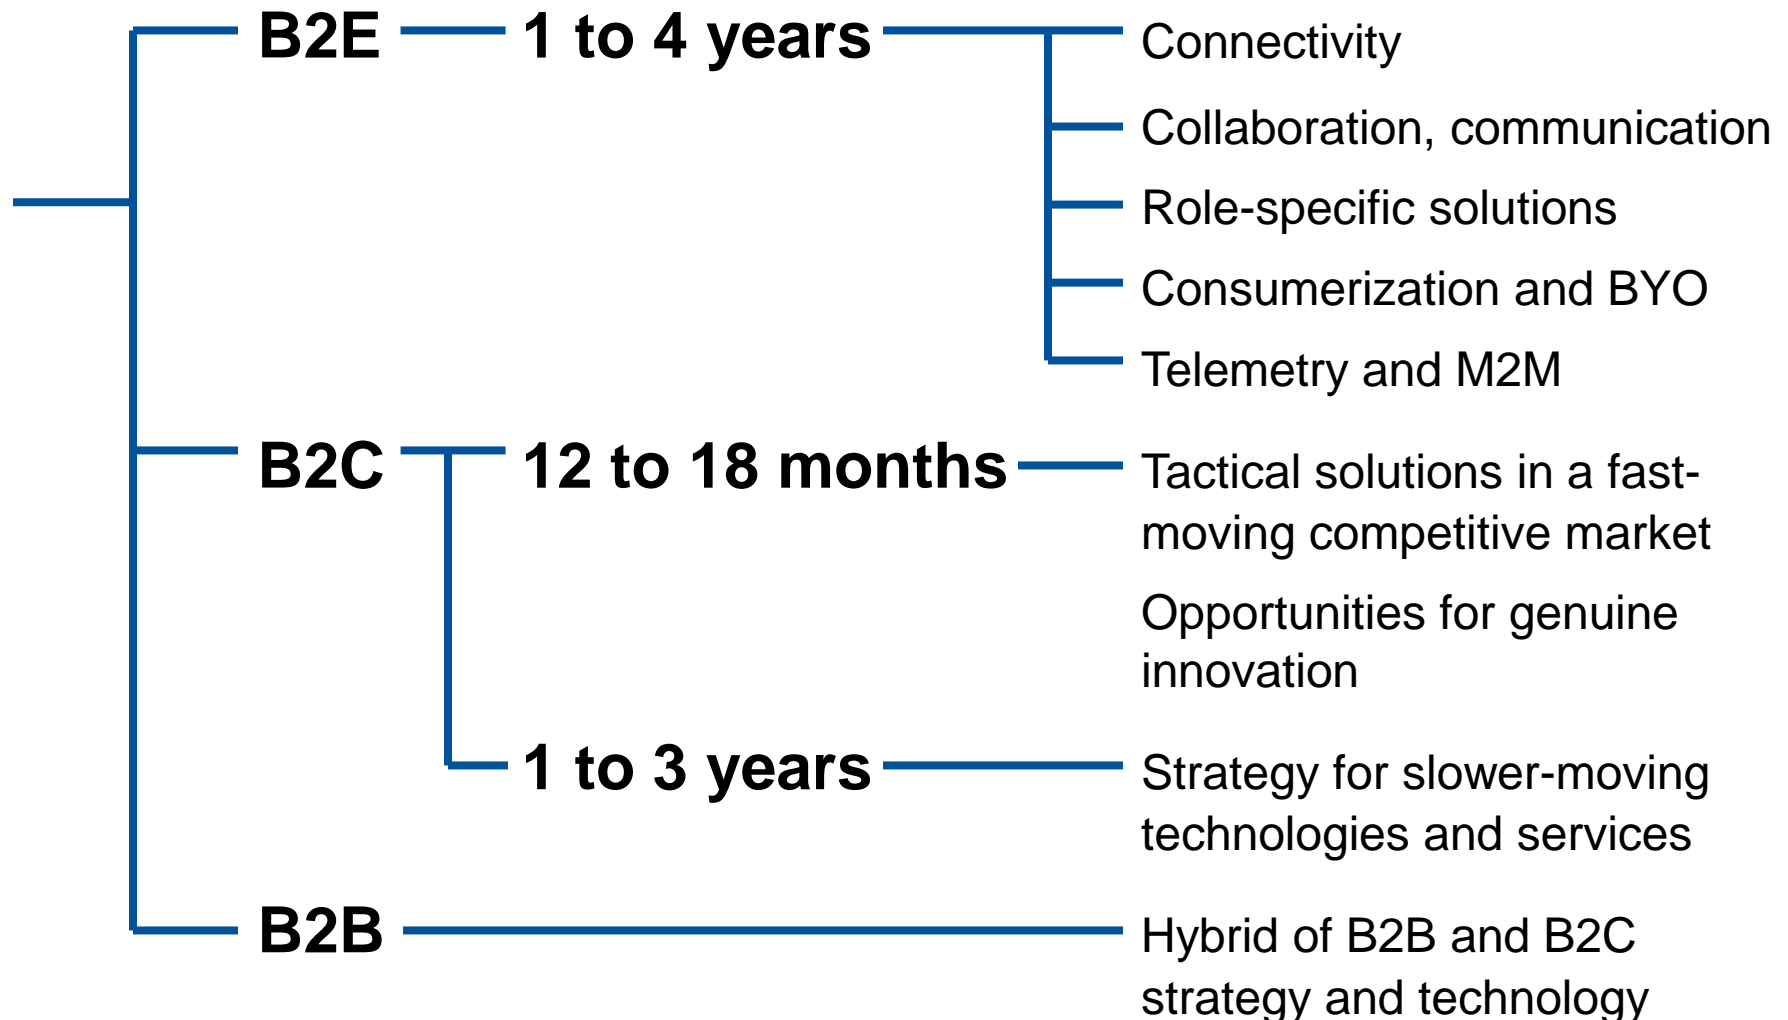 B2E
1 to 4 years
Connectivity
Collaboration, communication
Role-specific solutions
Consumerization and BYO
Telemetry and M2M
B2C
12 to 18 months
Tactical solutions in a fast-
moving competitive market
Opportunities for genuine
innovation
1 to 3 years
Strategy for slower-moving
technologies and services
B2B
Hybrid of B2B and B2C
strategy and technology